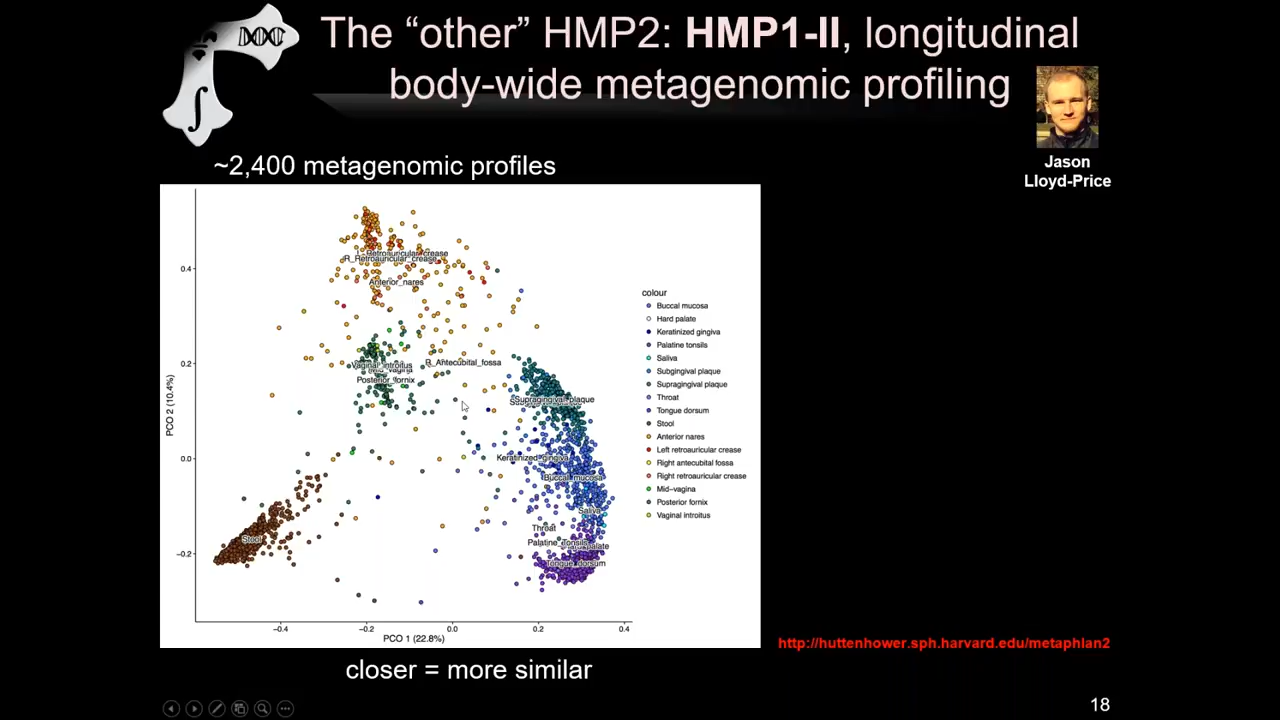 The “other” HMP2: HMP1-II, longitudinal
body-wide metagenomic profiling
Jason
Lloyd-Price
~2,400 metagenomic profiles
L_Retroauricular_crease
R_Retroauricular_crease
Anterior_nares
R_Antecubital_fossa
Vaginal_introitus
Mid_vagina
Posterior_fornix
Supragingival_plaque
Keratinized_gingiva
Buccal_mucosa
Saliva
Throat
Palatine_Tonsils
Tongue_dorsum
Stool
0.4
0.2
0.0
−0.2
PCO 2 (10.4%)
−0.4
−0.2
0.0
0.2
0.4
PCO 1 (22.8%)
colour
Buccal mucosa
Hard palate
Keratinized gingiva
Palatine tonsils
Saliva
Subgingival plaque
Supragingival plaque
Throat
Tongue dorsum
Stool
Anterior nares
Left retroauricular crease
Right antecubital fossa
Right retroauricular crease
Mid−vagina
Posterior fornix
Vaginal introitus
closer = more similar
http://huttenhower.sph.harvard.edu/metaphlan2
18